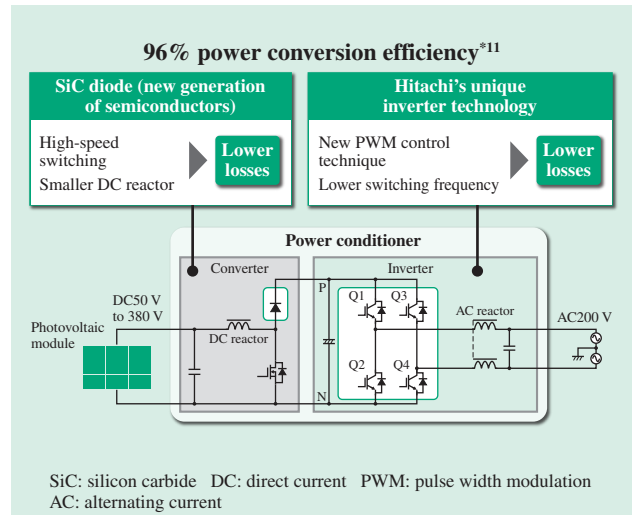 96% power conversion efficiency*11
SiC diode (new generation
of semiconductors)
High-speed
switching
Smaller DC reactor
Lower
losses
Hitachi's unique
inverter technology
New PWM control
technique
Lower switching frequency
Lower
losses
Power conditioner
Converter
Inverter
DC50 V
to 380 V
Photovoltaic
module
DC reactor
P
N
Q1
Q3
Q2
Q4
AC reactor
AC200 V
SiC: silicon carbide DC: direct current PWM: pulse width modulation
AC: alternating current